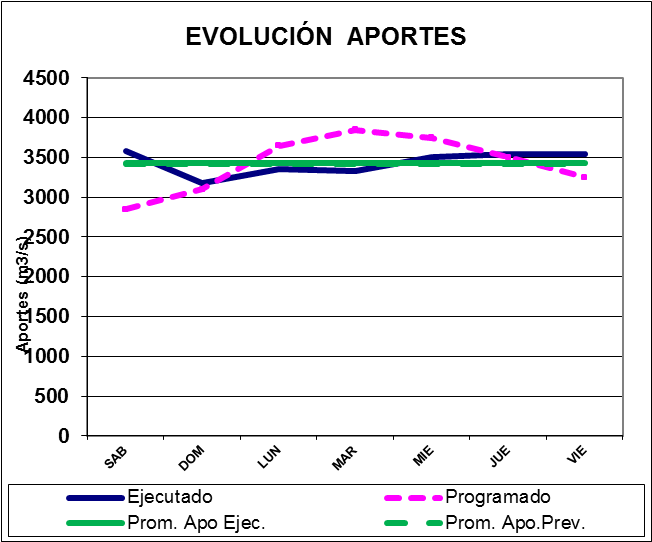 EVOLUCIÓN APORTES
4500
4000
3500
3000
2500
2000
1500
1000
500
0
Aportes (m3/s)
SAB DOM LUN MAR MIE JUE VIE
Ejecutado Programado
Prom. Apo Ejec. Prom. Apo.Prev.